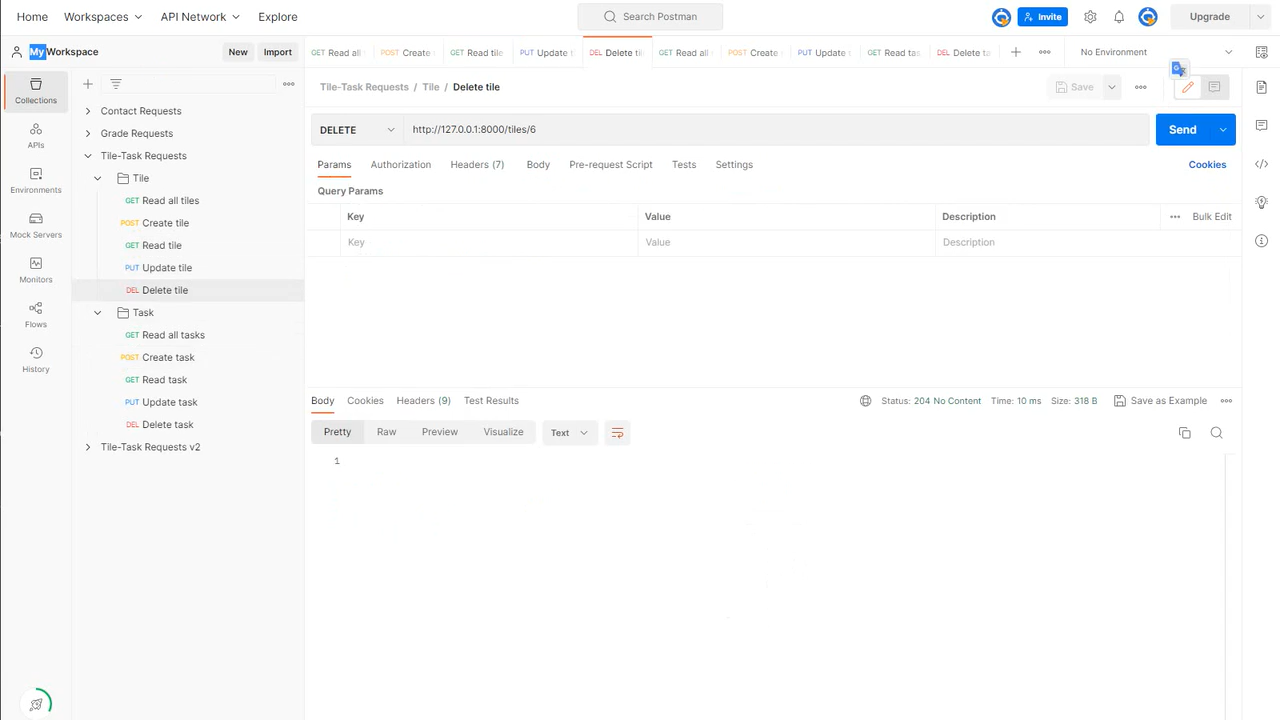 Home Workspaces API Network Explore Search Postman Invite Upgrade
My Workspace New Import
GET Read all POST Create GET Read tile PUT Update t DEL Delete ti GET Read all POST Create PUT Update GET Read tas DEL Delete ta No Environment
Collections
APIs
Environments
Mock Servers
Monitors
Flows
History
Contact Requests
Grade Requests
Tile-Task Requests
Tile
GET Read all tiles
POST Create tile
GET Read tile
PUT Update tile
DEL Delete tile
Task
GET Read all tasks
POST Create task
GET Read task
PUT Update task
DEL Delete task
Tile-Task Requests v2
Tile-Task Requests / Tile / Delete tile Save
DELETE http://127.0.0.1:8000/tiles/6 Send
Params Authorization Headers (7) Body Pre-request Script Tests Settings Cookies
Query Params
Key Value Description Bulk Edit
Key Value Description
Body Cookies Headers (9) Test Results Status: 204 No Content Time: 10 ms Size: 318 B Save as Example
Pretty Raw Preview Visualize Text
1